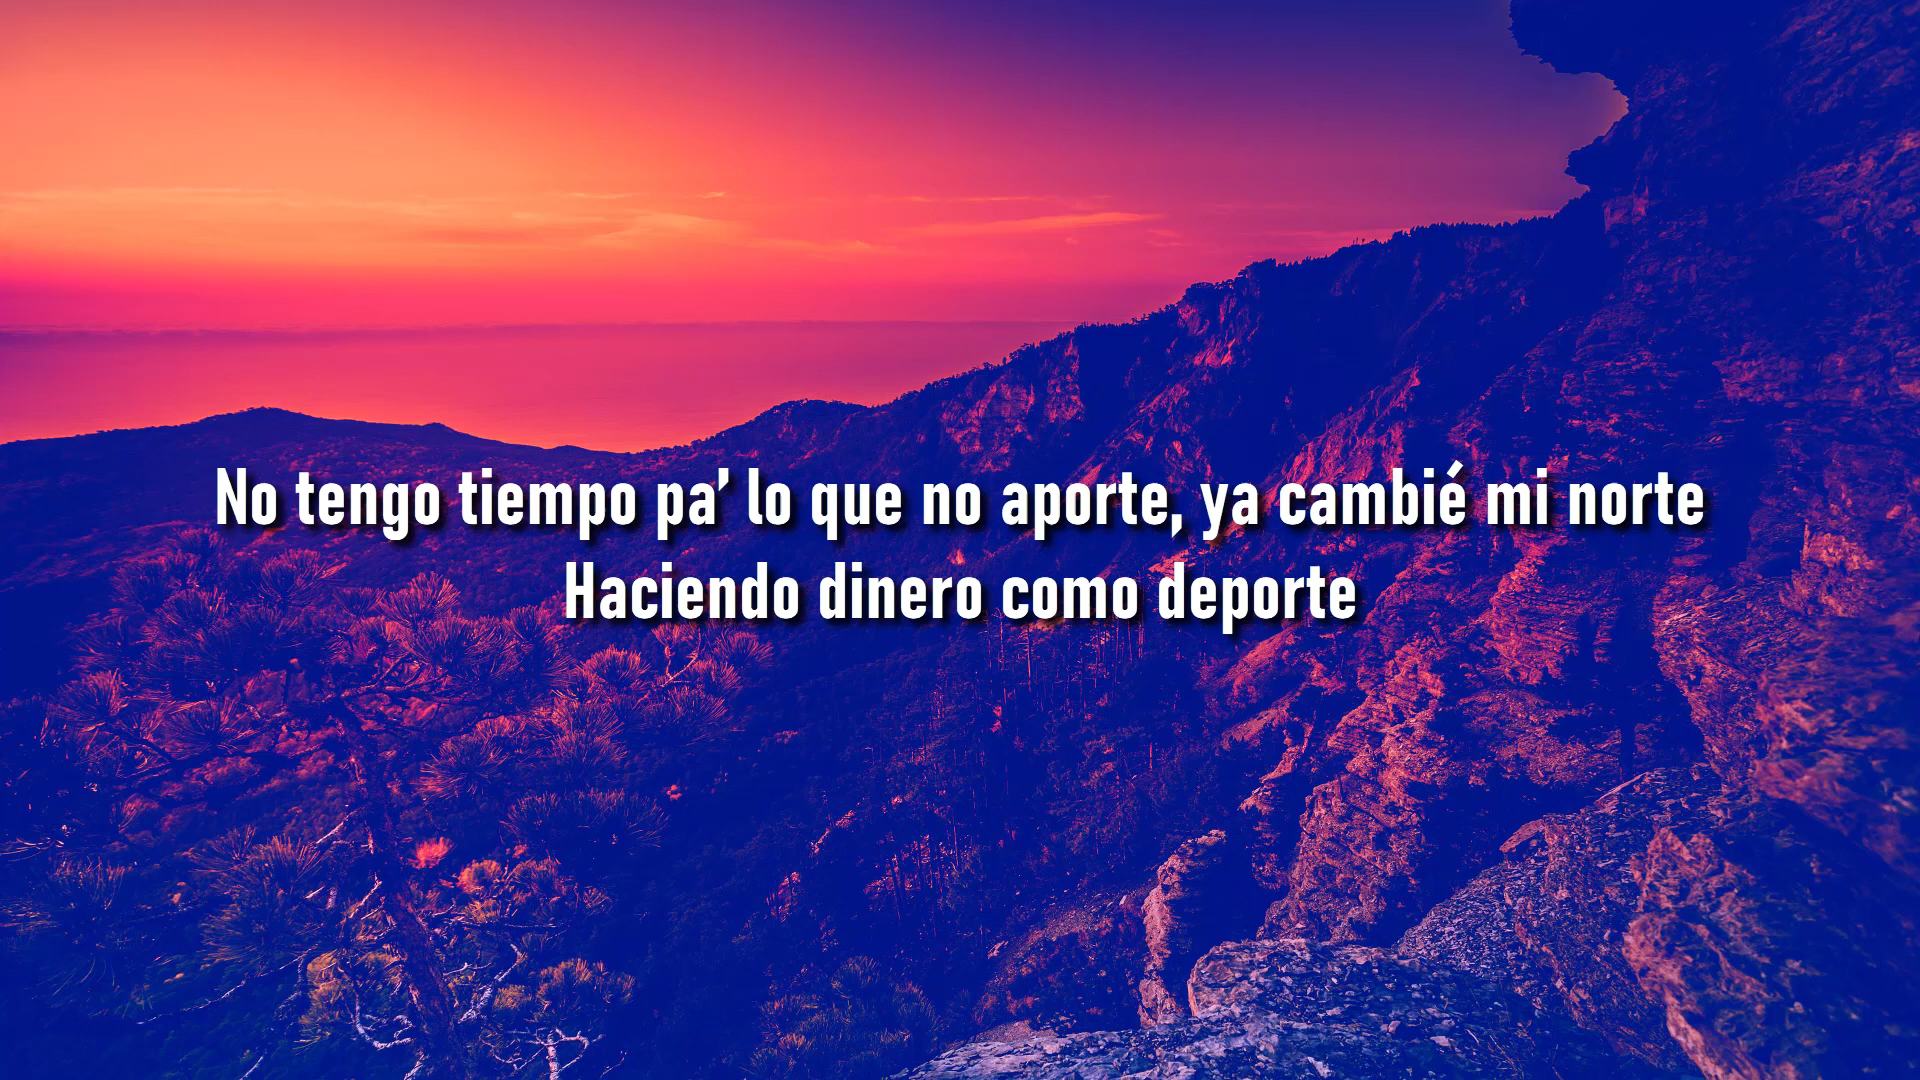 No tengo tiempo pa’ lo que no aporte, ya cambié mi norte
Haciendo dinero como deporte